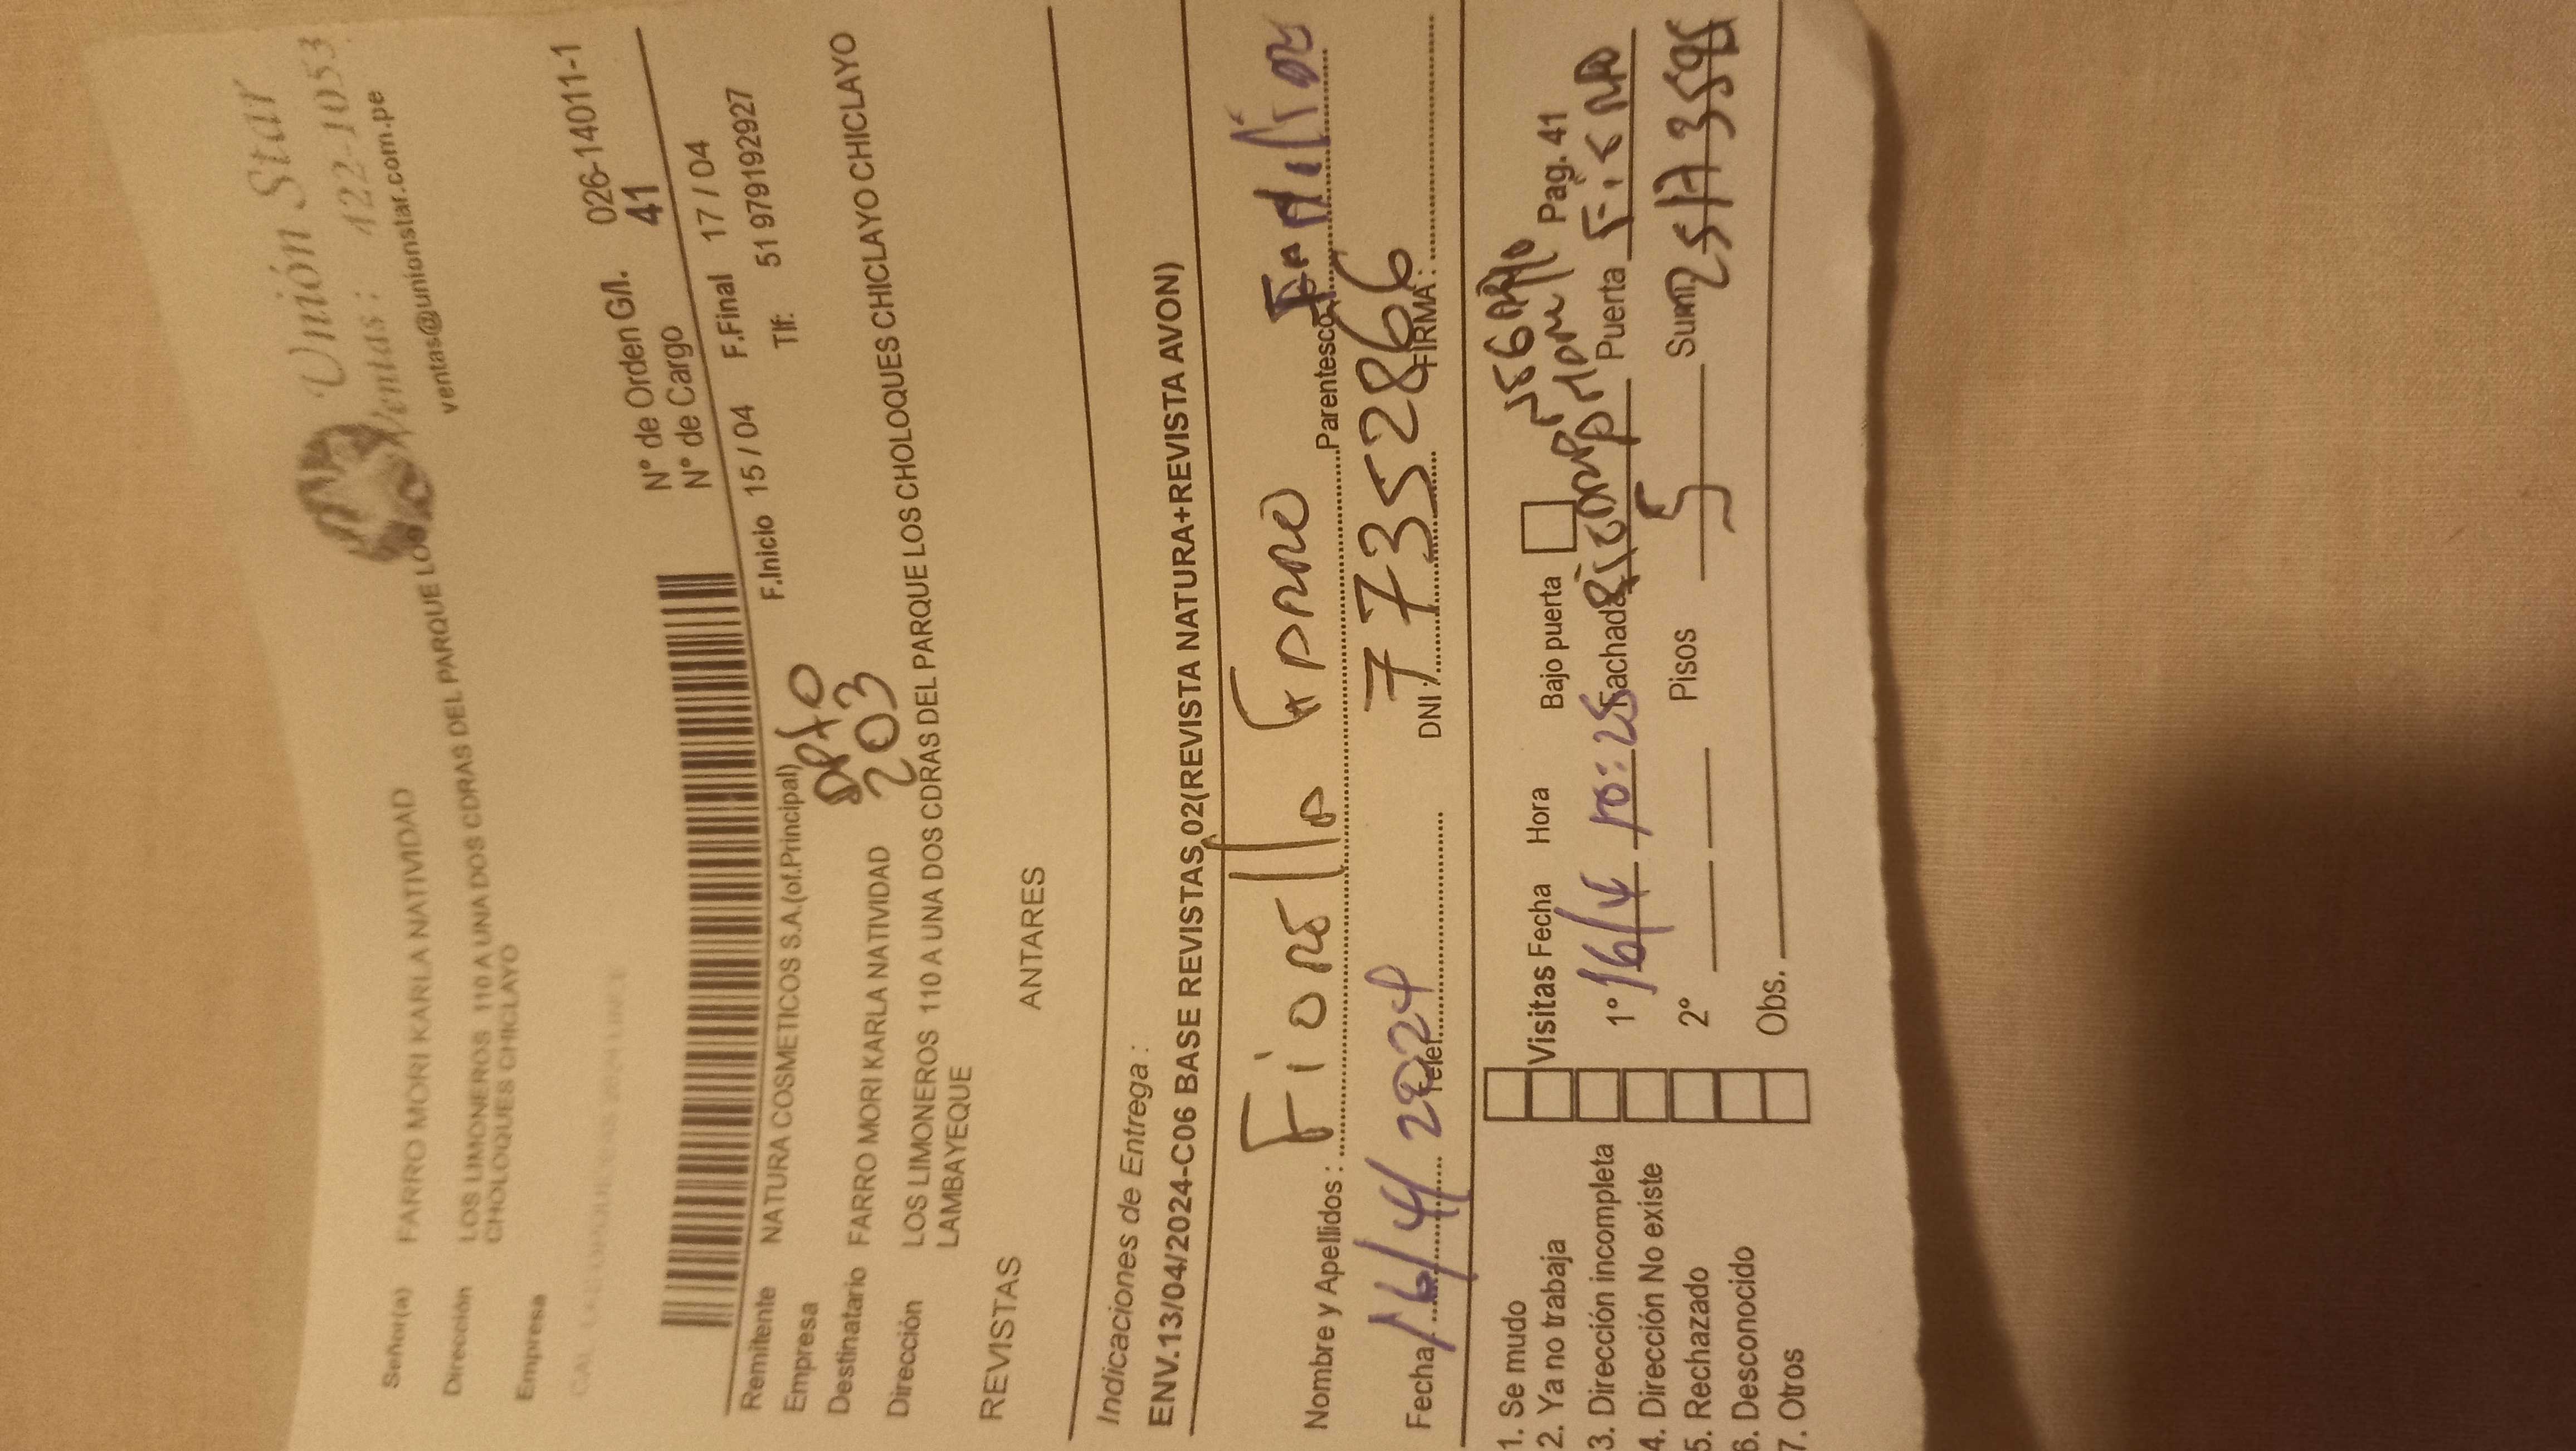 Unión Star
Ventas: 422-1053
ventas@unionstar.com.pe
Señor(a) FARRO MORI KARLA NATIVIDAD
Dirección LOS LIMONEROS 110 A UNA DOS CDRAS DEL PARQUE LOS
CHOLOQUES CHICLAYO
Empresa
N° de Orden G/I. 026-14011-1
N° de Cargo 41
F.Inicio 15 / 04 F.Final 17 / 04
Remitente NATURA COSMETICOS S.A.(of.Principal) Tlf: 51 979192927
Empresa
DPTO
203
Destinatario FARRO MORI KARLA NATIVIDAD
Dirección LOS LIMONEROS 110 A UNA DOS CDRAS DEL PARQUE LOS CHOLOQUES CHICLAYO CHICLAYO CHICLAYO
LAMBAYEQUE
REVISTAS ANTARES
Indicaciones de Entrega :
ENV.13/04/2024-C06 BASE REVISTAS 02(REVISTA NATURA+REVISTA AVON)
Nombre y Apellidos : Fiorella Farro Parentesco
Fecha 16/4/2024 Telef. DNI : 77352866 FIRMA :
1. Se mudo
2. Ya no trabaja
3. Dirección incompleta
4. Dirección No existe
5. Rechazado
6. Desconocido
7. Otros
Visitas Fecha Hora Bajo puerta Pag. 41
1° 16/4 10:25 Fachada Puerta
2° Pisos 5 Sumi
Obs.